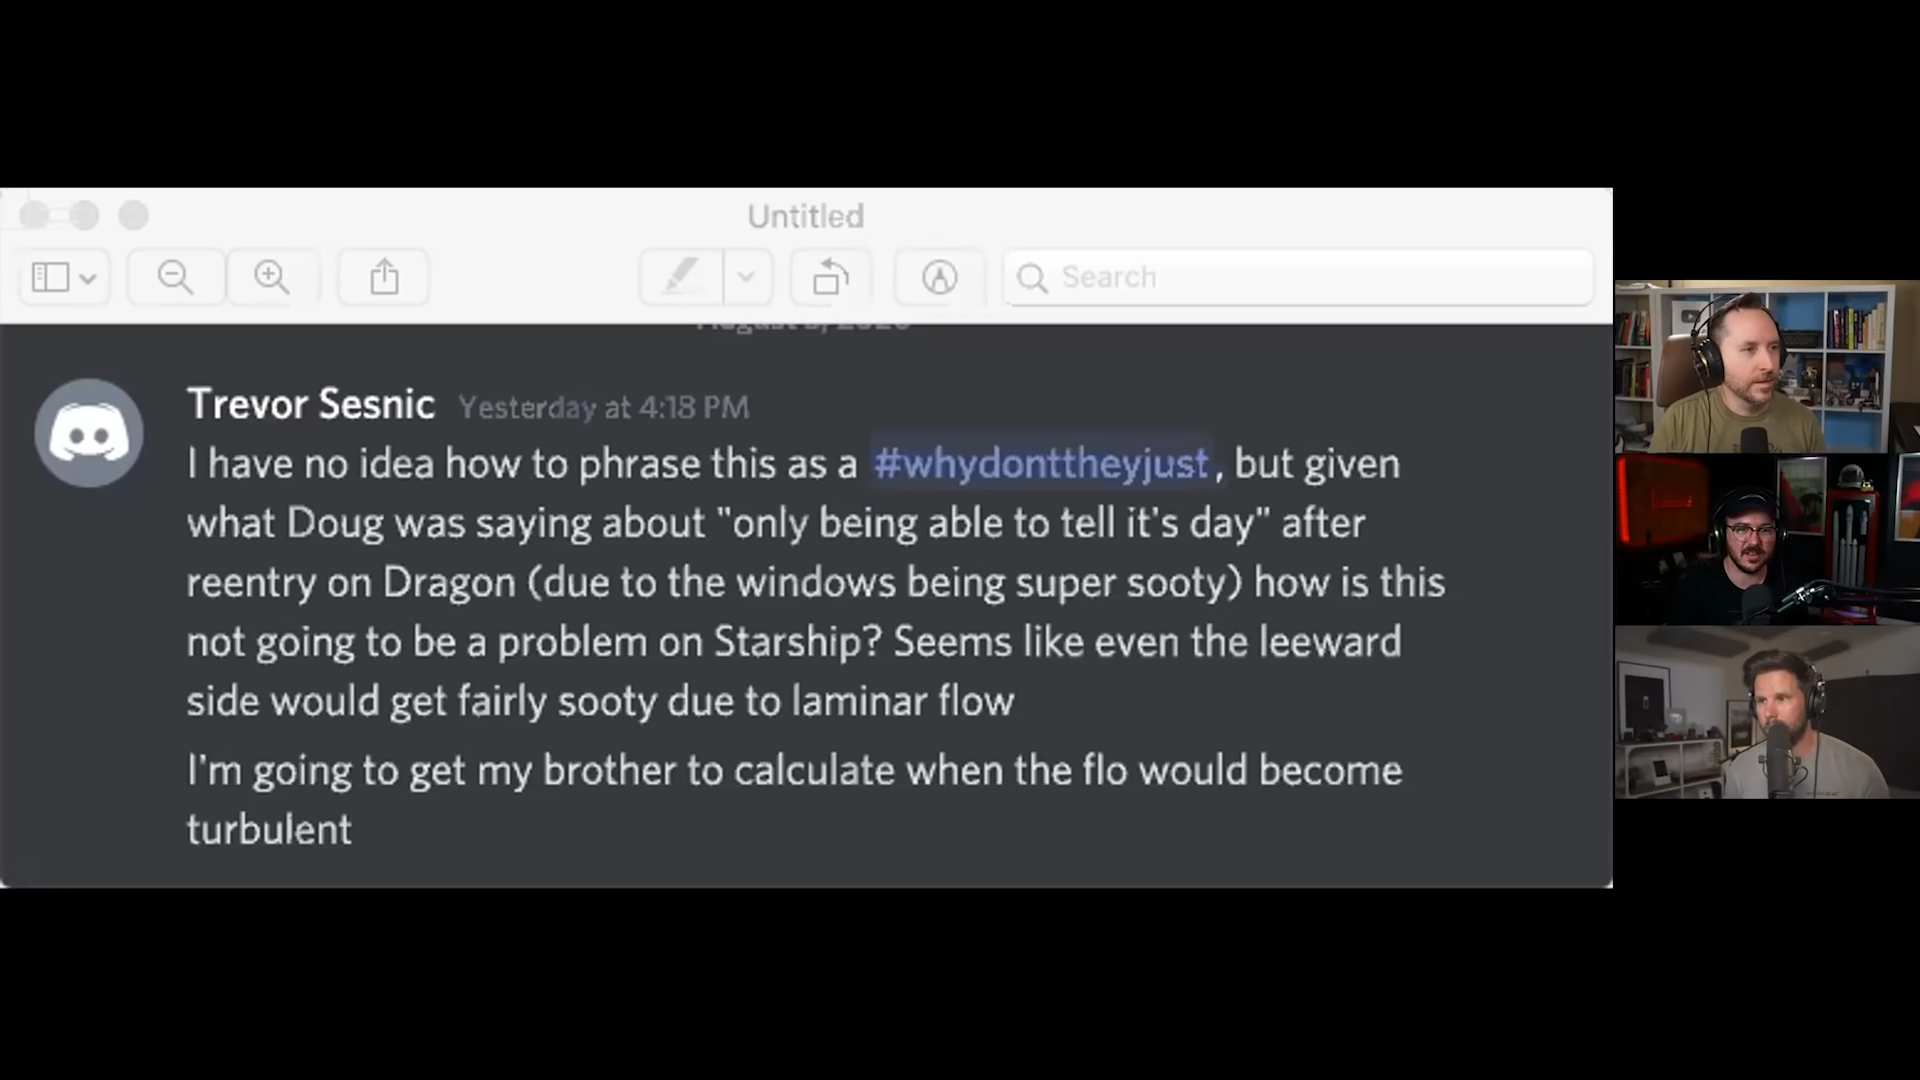 Untitled
Search
Trevor Sesnic Yesterday at 4:18 PM
I have no idea how to phrase this as a #whydonttheyjust, but given
what Doug was saying about "only being able to tell it's day" after
reentry on Dragon (due to the windows being super sooty) how is this
not going to be a problem on Starship? Seems like even the leeward
side would get fairly sooty due to laminar flow
I'm going to get my brother to calculate when the flo would become
turbulent